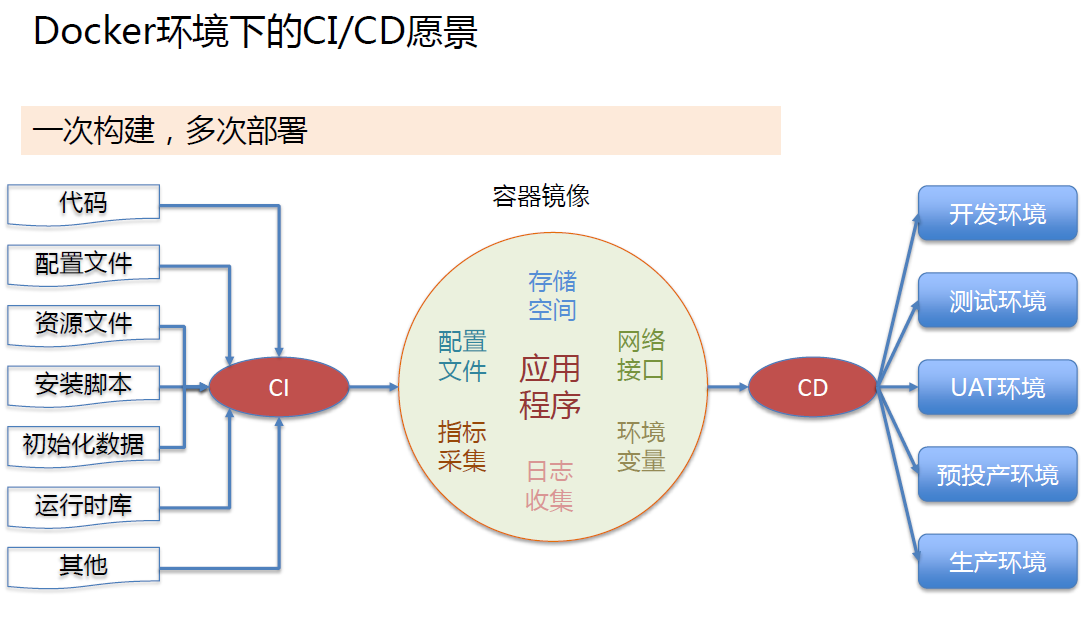 Docker环境下的CI/CD愿景
一次构建，多次部署
代码
配置文件
资源文件
安装脚本
初始化数据
运行时库
其他
CI
容器镜像
存储
空间
配置
文件
网络
接口
应用
程序
指标
采集
环境
变量
日志
收集
CD
开发环境
测试环境
UAT环境
预投产环境
生产环境